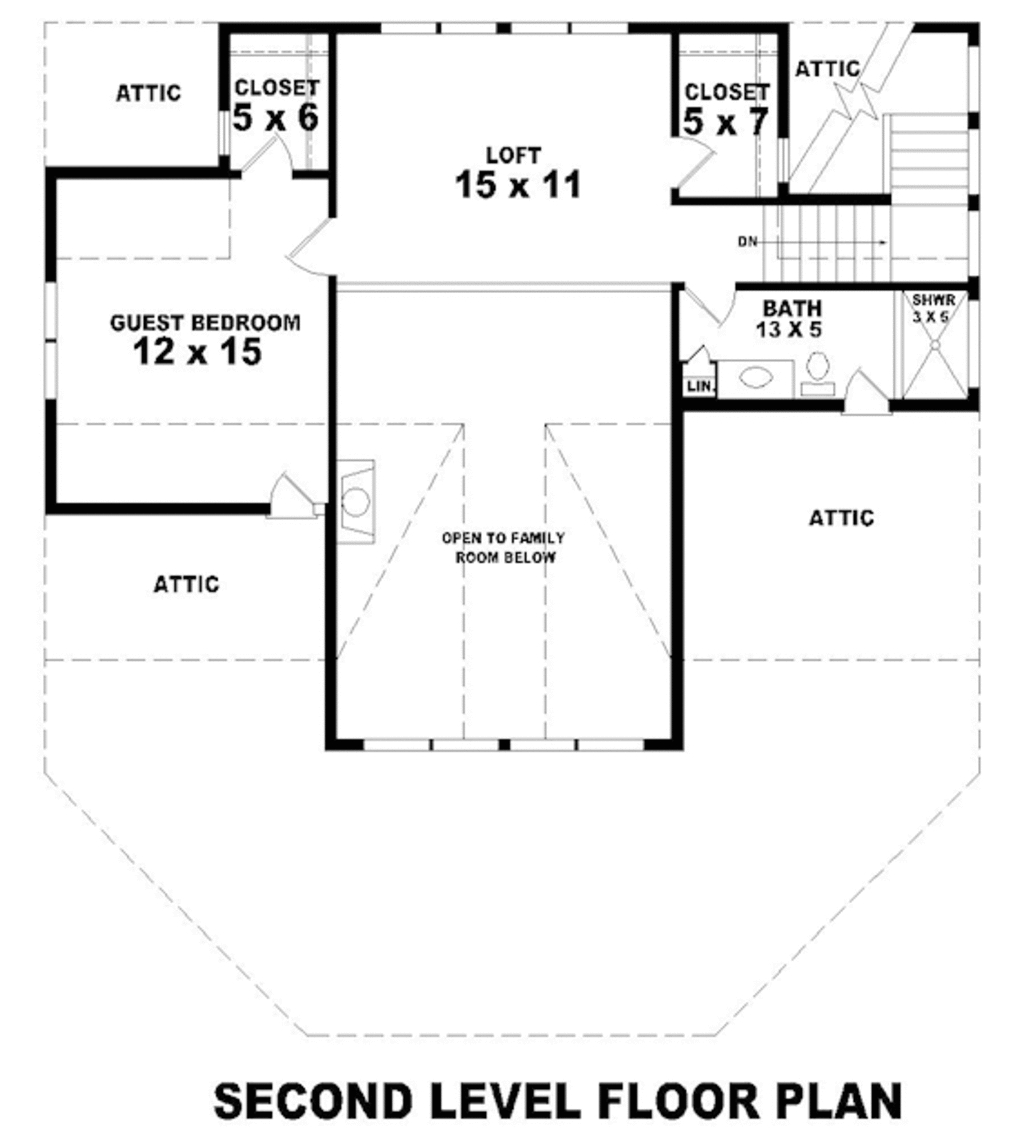 ATTIC
CLOSET
5 x 6
LOFT
15 x 11
CLOSET
5 x 7
ATTIC
DN
GUEST BEDROOM
12 x 15
BATH
13 X 5
SHWR
3 X 5
LIN.
OPEN TO FAMILY
ROOM BELOW
ATTIC
ATTIC
SECOND LEVEL FLOOR PLAN